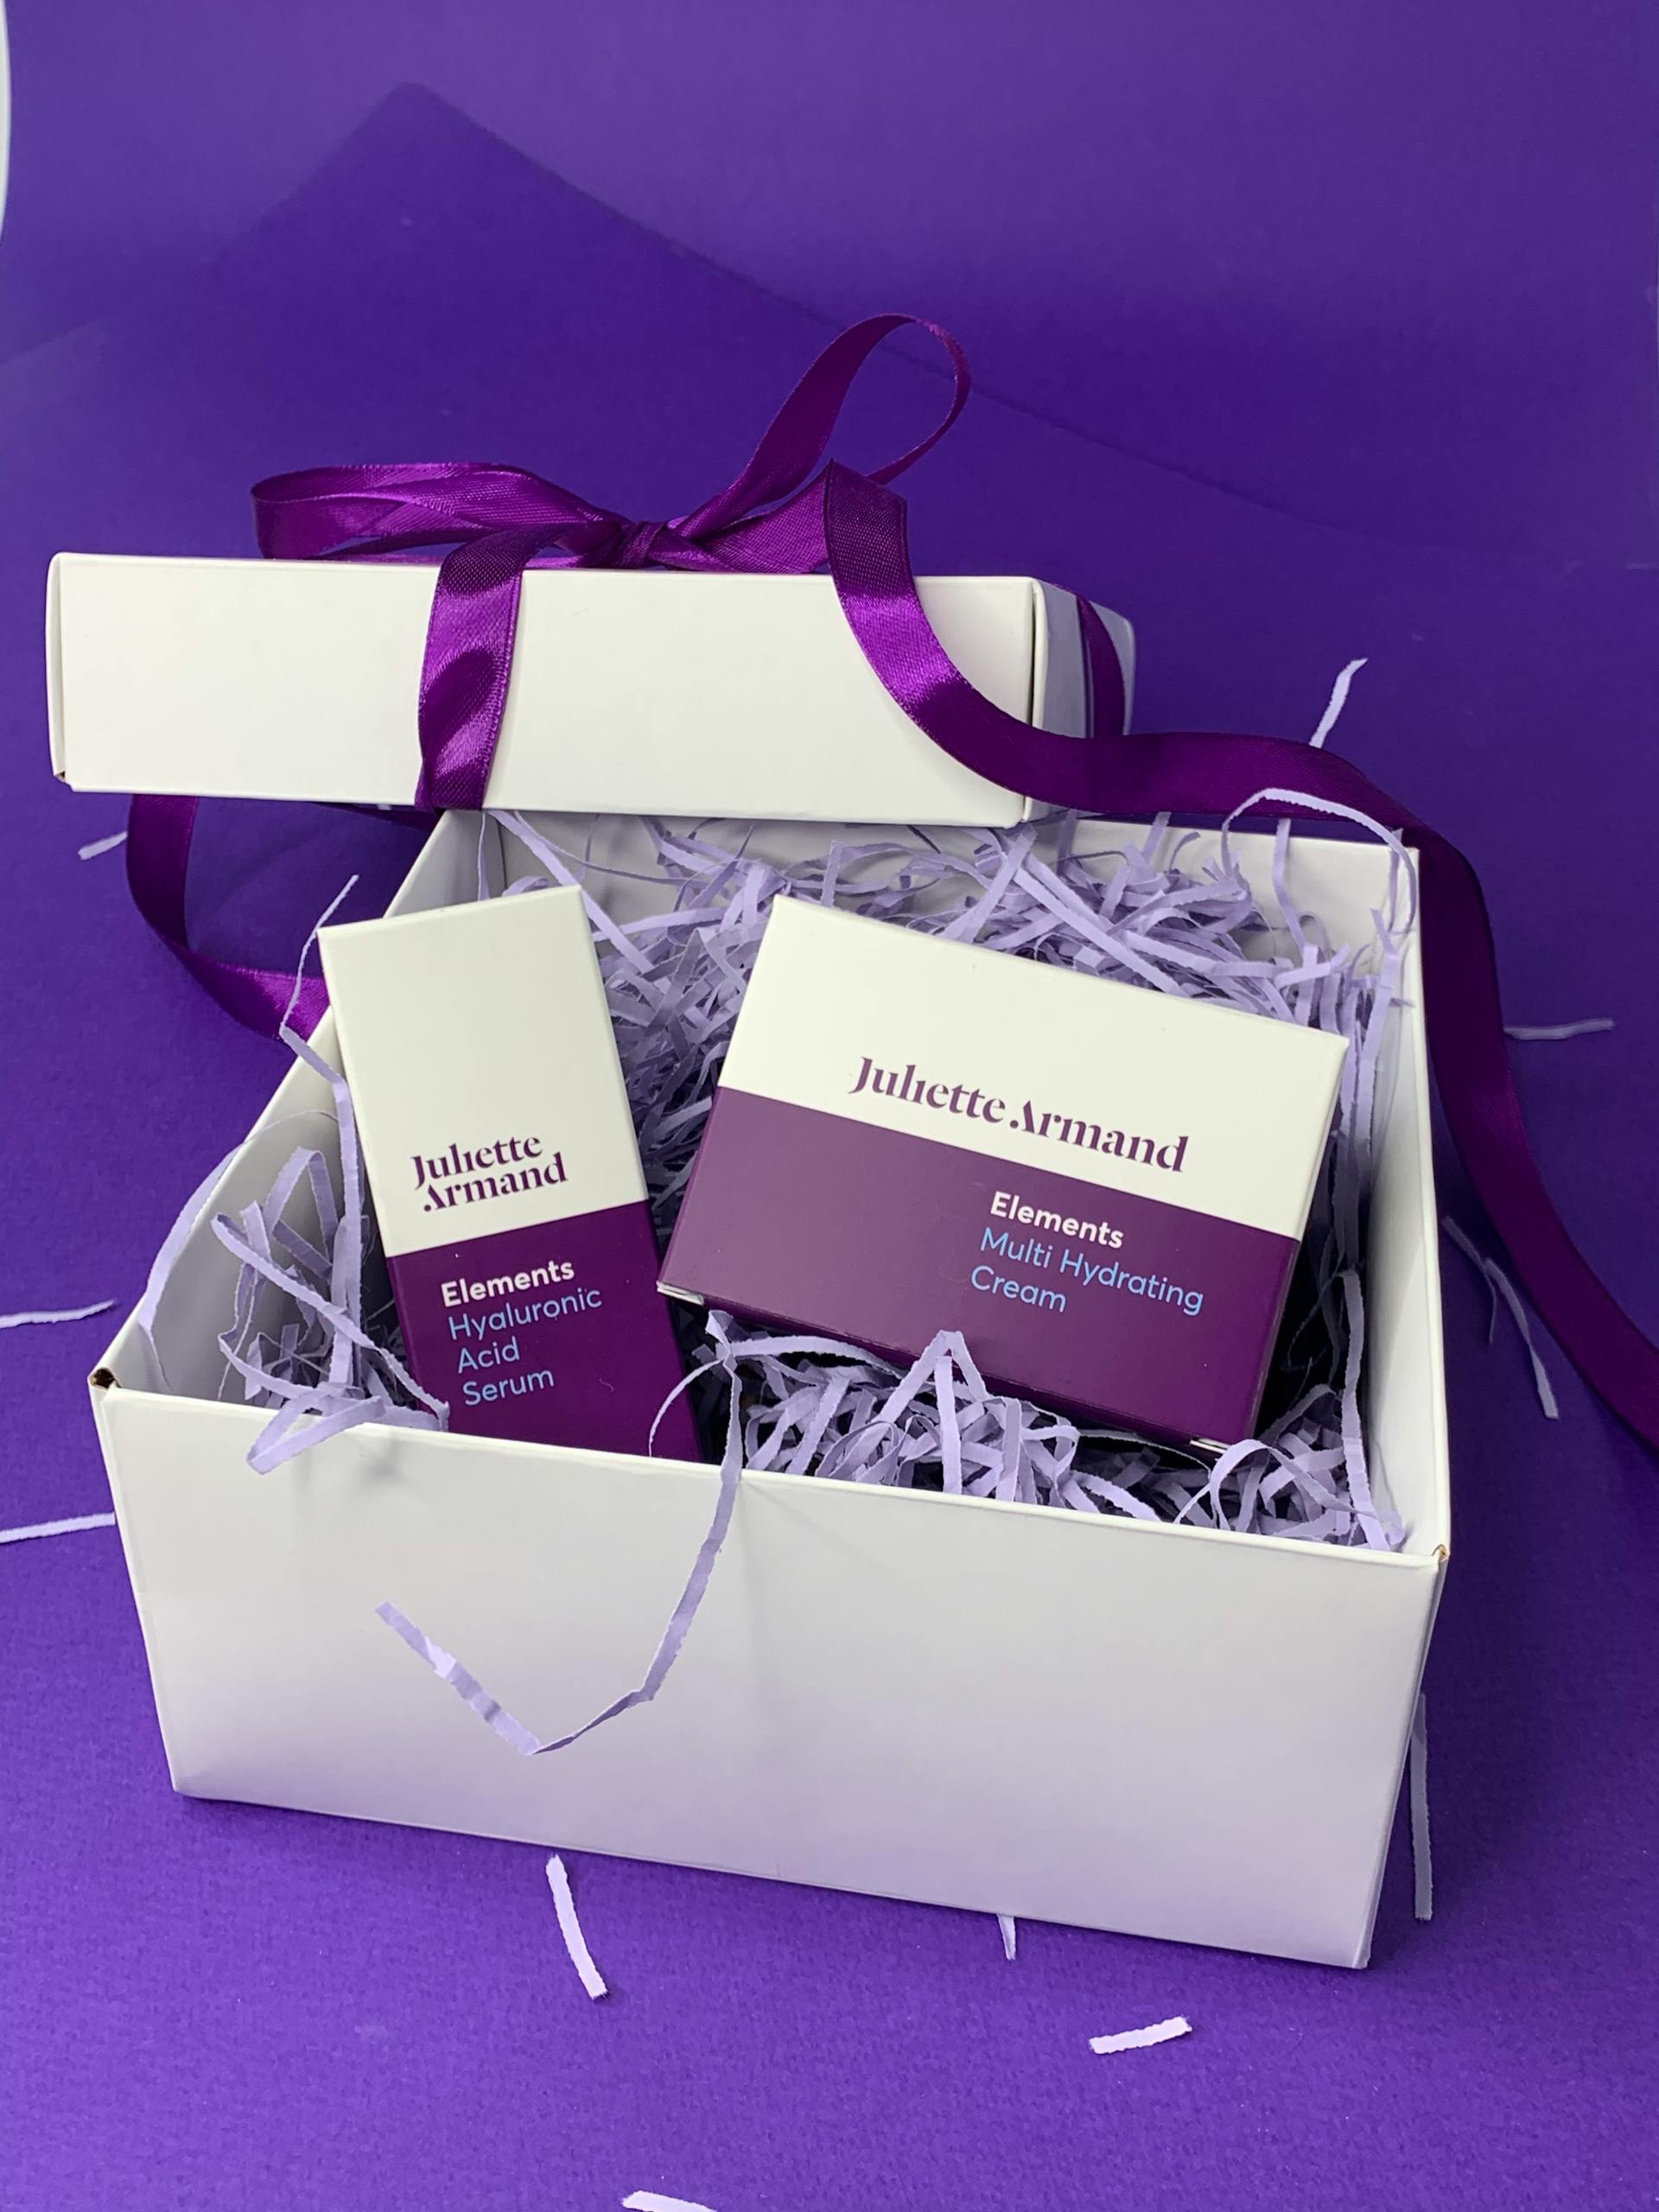 Juliette
Armand
Elements
Hyaluronic
Acid
Serum
Juliette Armand
Elements
Multi Hydrating
Cream